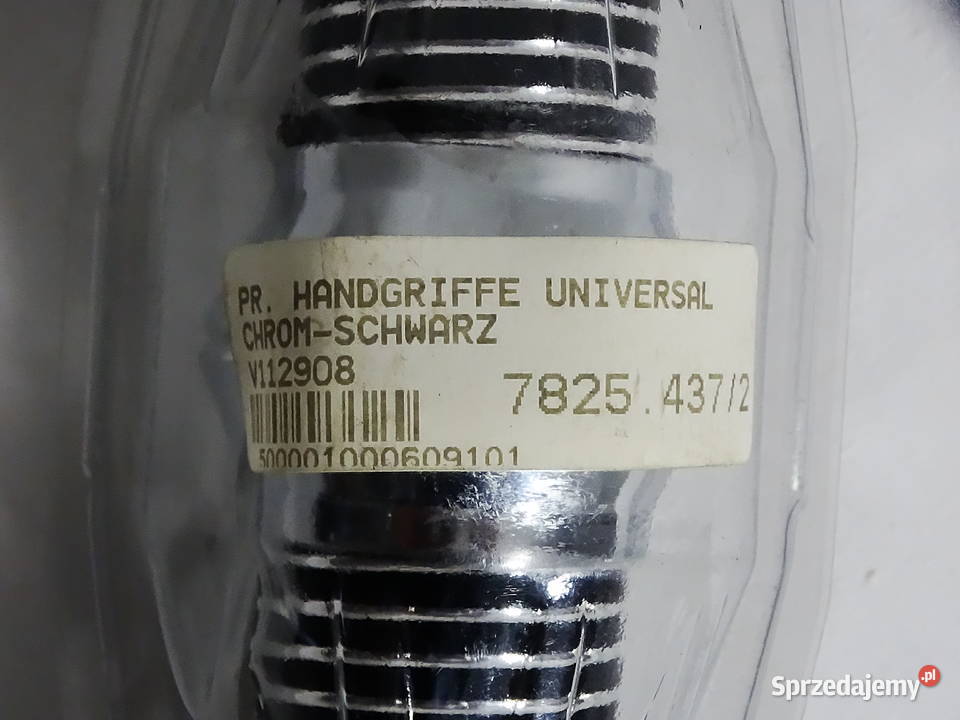 PR. HANDGRIFFE UNIVERSAL
CHROM-SCHWARZ
V112908
7825.437/2
500001000609101
Sprzedajemy.pl